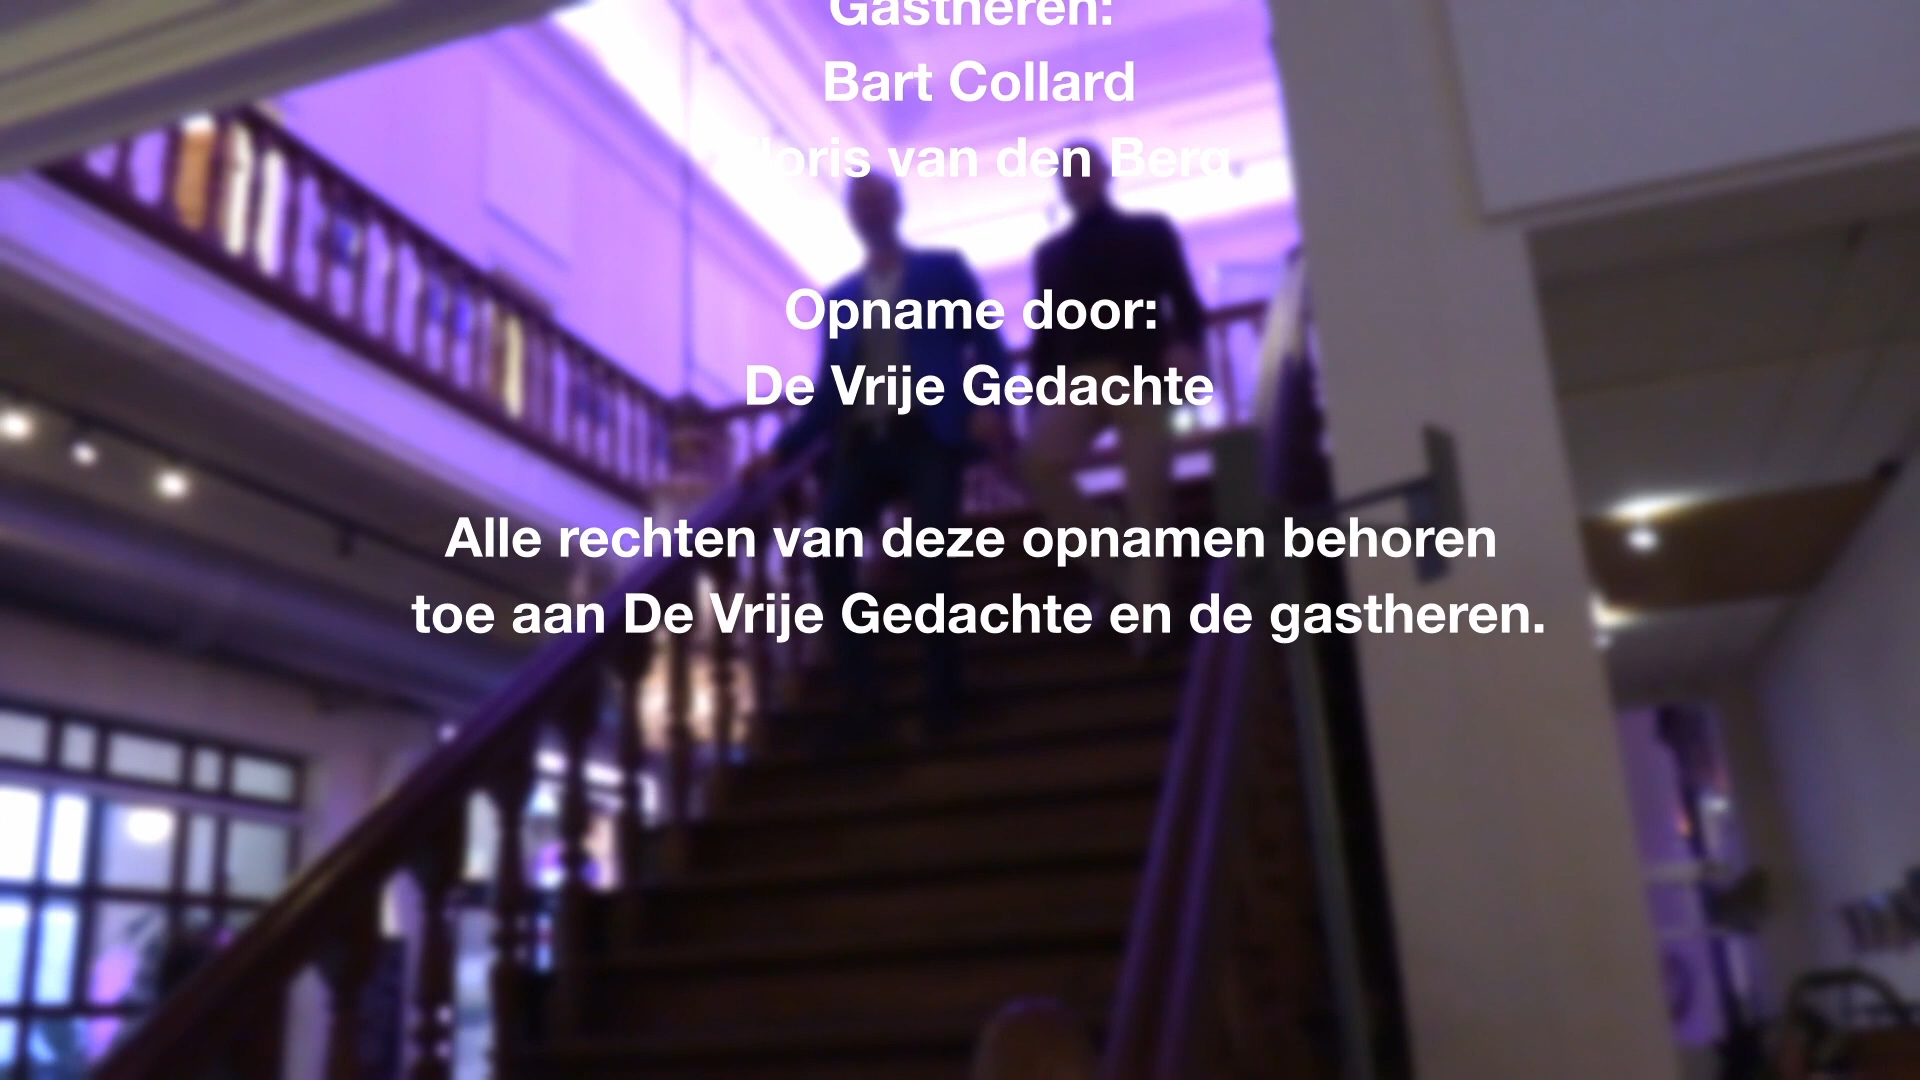 Gastheren:
Bart Collard
Floris van den Berg
Opname door:
De Vrije Gedachte
Alle rechten van deze opnamen behoren
toe aan De Vrije Gedachte en de gastheren.